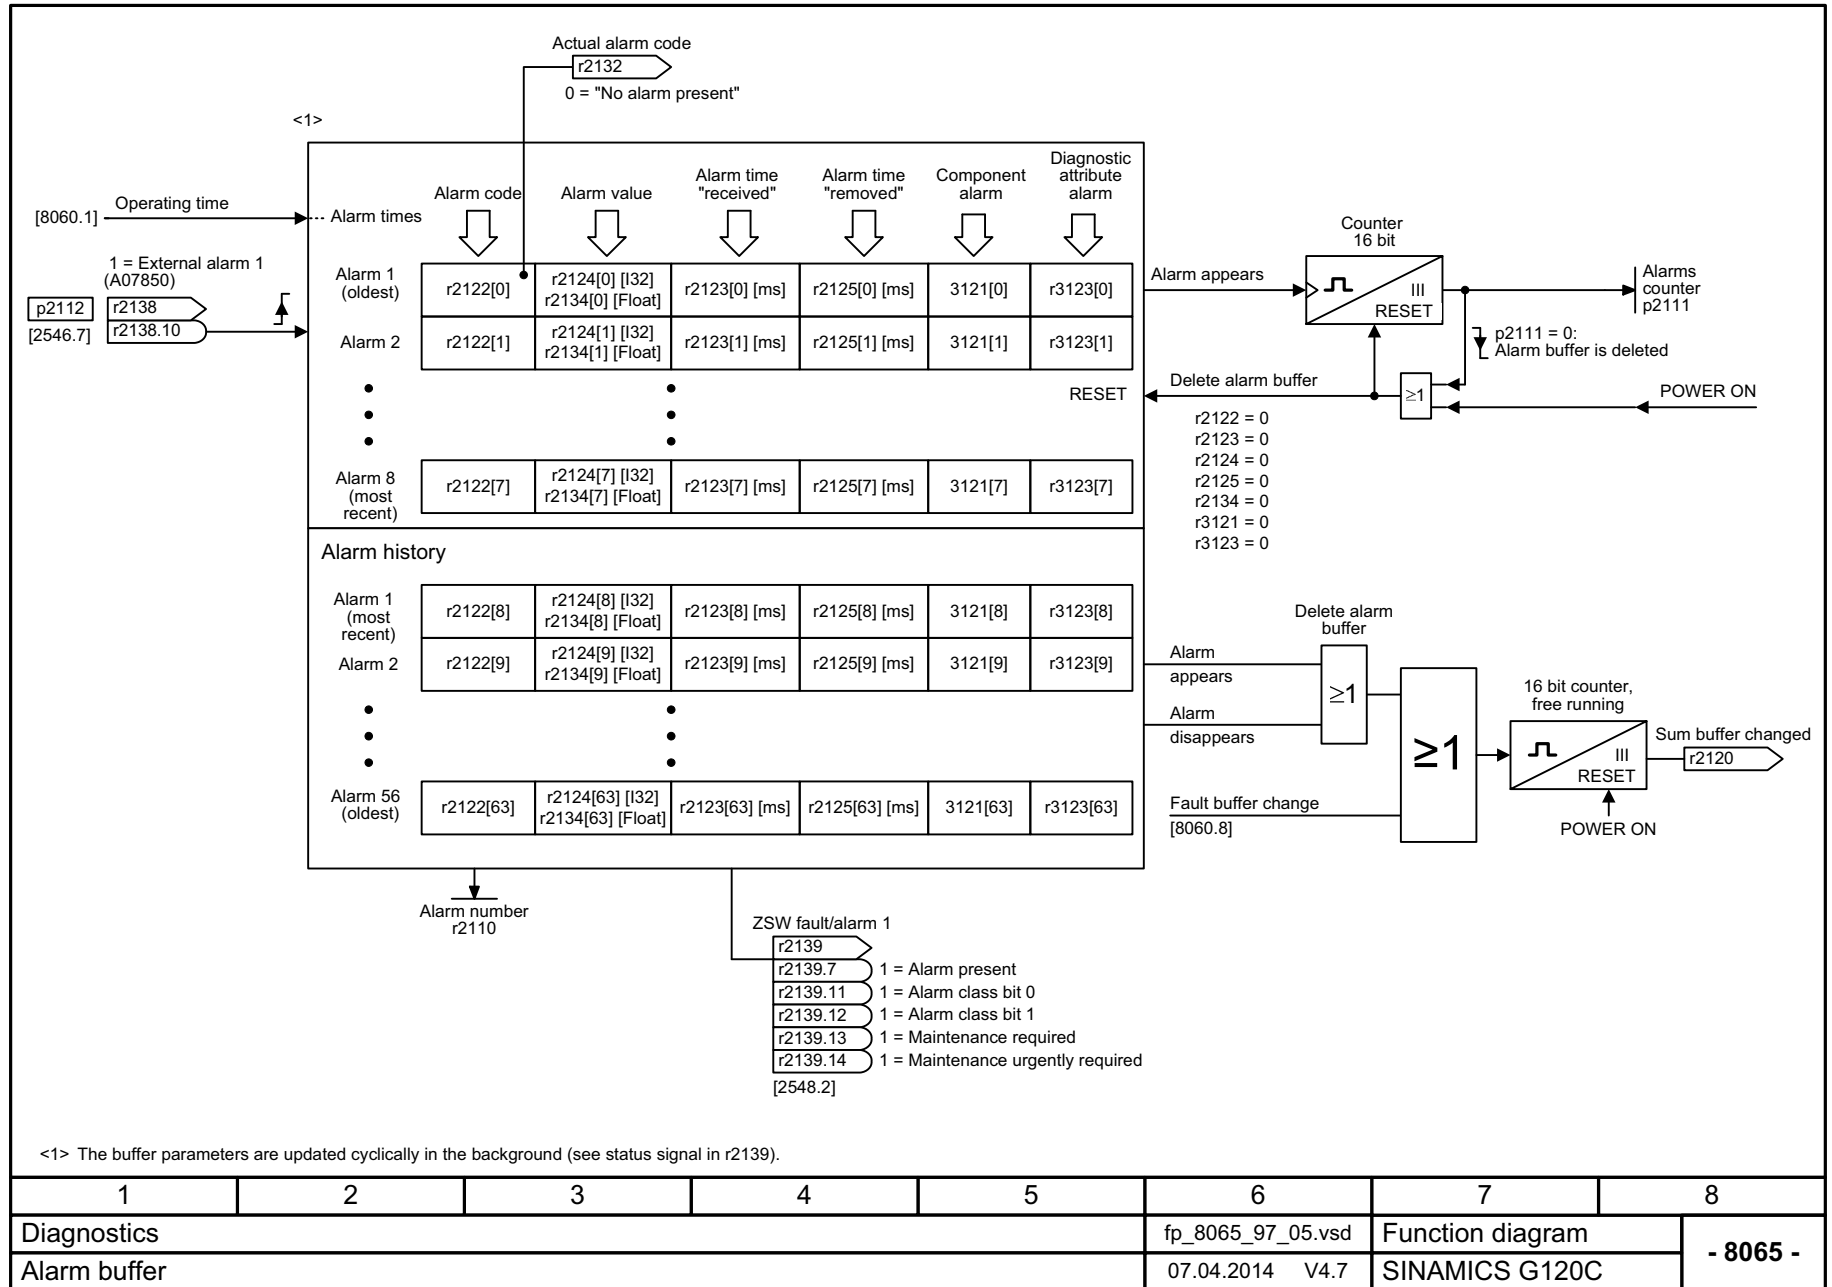 Actual alarm code
r2132
0 = "No alarm present"
<1>
[8060.1]
Operating time
Alarm times
Alarm code
Alarm value
Alarm time
"received"
Alarm time
"removed"
Component
alarm
Diagnostic
attribute
alarm
1 = External alarm 1
(A07850)
p2112
[2546.7]
r2138
r2138.10
Alarm 1
(oldest)
r2122[0]
r2124[0] [I32]
r2134[0] [Float]
r2123[0] [ms]
r2125[0] [ms]
3121[0]
r3123[0]
Alarm 2
r2122[1]
r2124[1] [I32]
r2134[1] [Float]
r2123[1] [ms]
r2125[1] [ms]
3121[1]
r3123[1]
RESET
Alarm 8
(most
recent)
r2122[7]
r2124[7] [I32]
r2134[7] [Float]
r2123[7] [ms]
r2125[7] [ms]
3121[7]
r3123[7]
Alarm appears
Counter
16 bit
III
RESET
Alarms
counter
p2111
p2111 = 0:
Alarm buffer is deleted
Delete alarm buffer
≥1
POWER ON
r2122 = 0
r2123 = 0
r2124 = 0
r2125 = 0
r2134 = 0
r3121 = 0
r3123 = 0
Alarm history
Alarm 1
(most
recent)
r2122[8]
r2124[8] [I32]
r2134[8] [Float]
r2123[8] [ms]
r2125[8] [ms]
3121[8]
r3123[8]
Alarm 2
r2122[9]
r2124[9] [I32]
r2134[9] [Float]
r2123[9] [ms]
r2125[9] [ms]
3121[9]
r3123[9]
Alarm 56
(oldest)
r2122[63]
r2124[63] [I32]
r2134[63] [Float]
r2123[63] [ms]
r2125[63] [ms]
3121[63]
r3123[63]
Delete alarm
buffer
Alarm
appears
Alarm
disappears
≥1
≥1
Fault buffer change
[8060.8]
16 bit counter,
free running
III
RESET
POWER ON
Sum buffer changed
r2120
Alarm number
r2110
ZSW fault/alarm 1
r2139
r2139.7 1 = Alarm present
r2139.11 1 = Alarm class bit 0
r2139.12 1 = Alarm class bit 1
r2139.13 1 = Maintenance required
r2139.14 1 = Maintenance urgently required
[2548.2]
<1> The buffer parameters are updated cyclically in the background (see status signal in r2139).
1 2 3 4 5 6 7 8
Diagnostics
fp_8065_97_05.vsd
Function diagram
- 8065 -
Alarm buffer
07.04.2014 V4.7
SINAMICS G120C